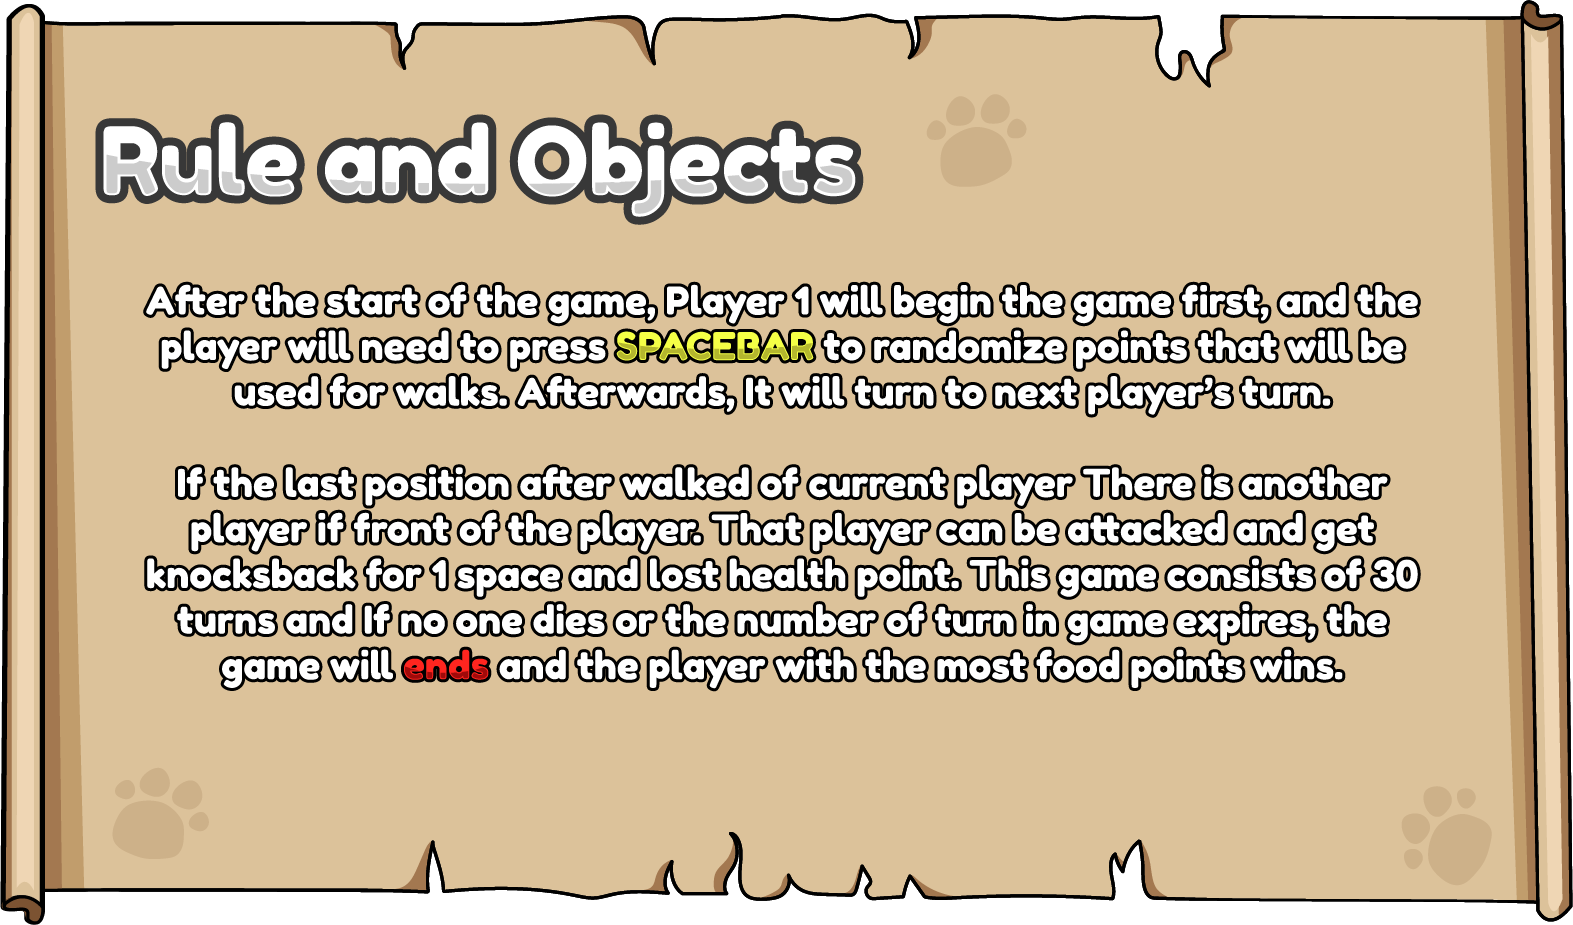 Rule and Objects
After the start of the game, Player 1 will begin the game first, and the
player will need to press SPACEBAR to randomize points that will be
used for walks. Afterwards, It will turn to next player's turn.
If the last position after walked of current player There is another
player if front of the player. That player can be attacked and get
knocksback for 1 space and lost health point. This game consists of 30
turns and If no one dies or the number of turn in game expires, the
game will ends and the player with the most food points wins.